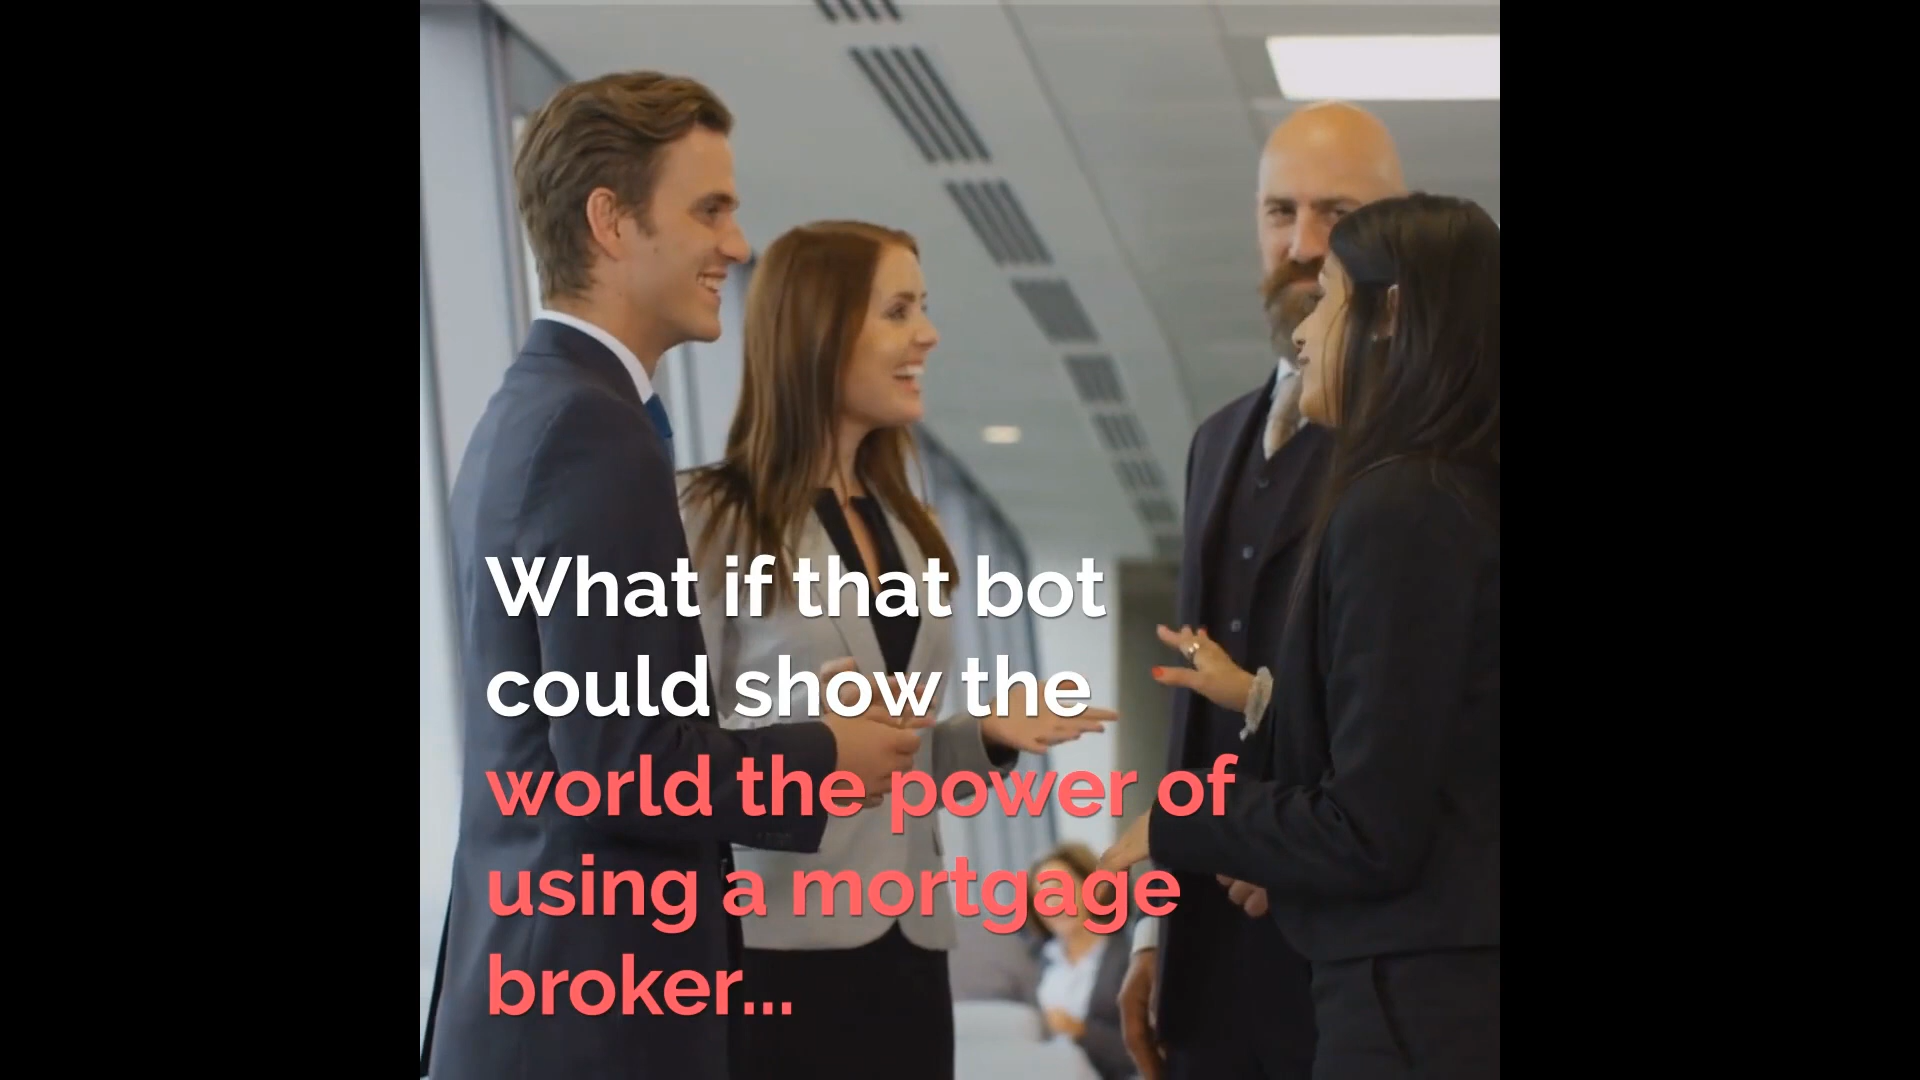 What if that bot
could show the
world the power of
using a mortgage
broker...